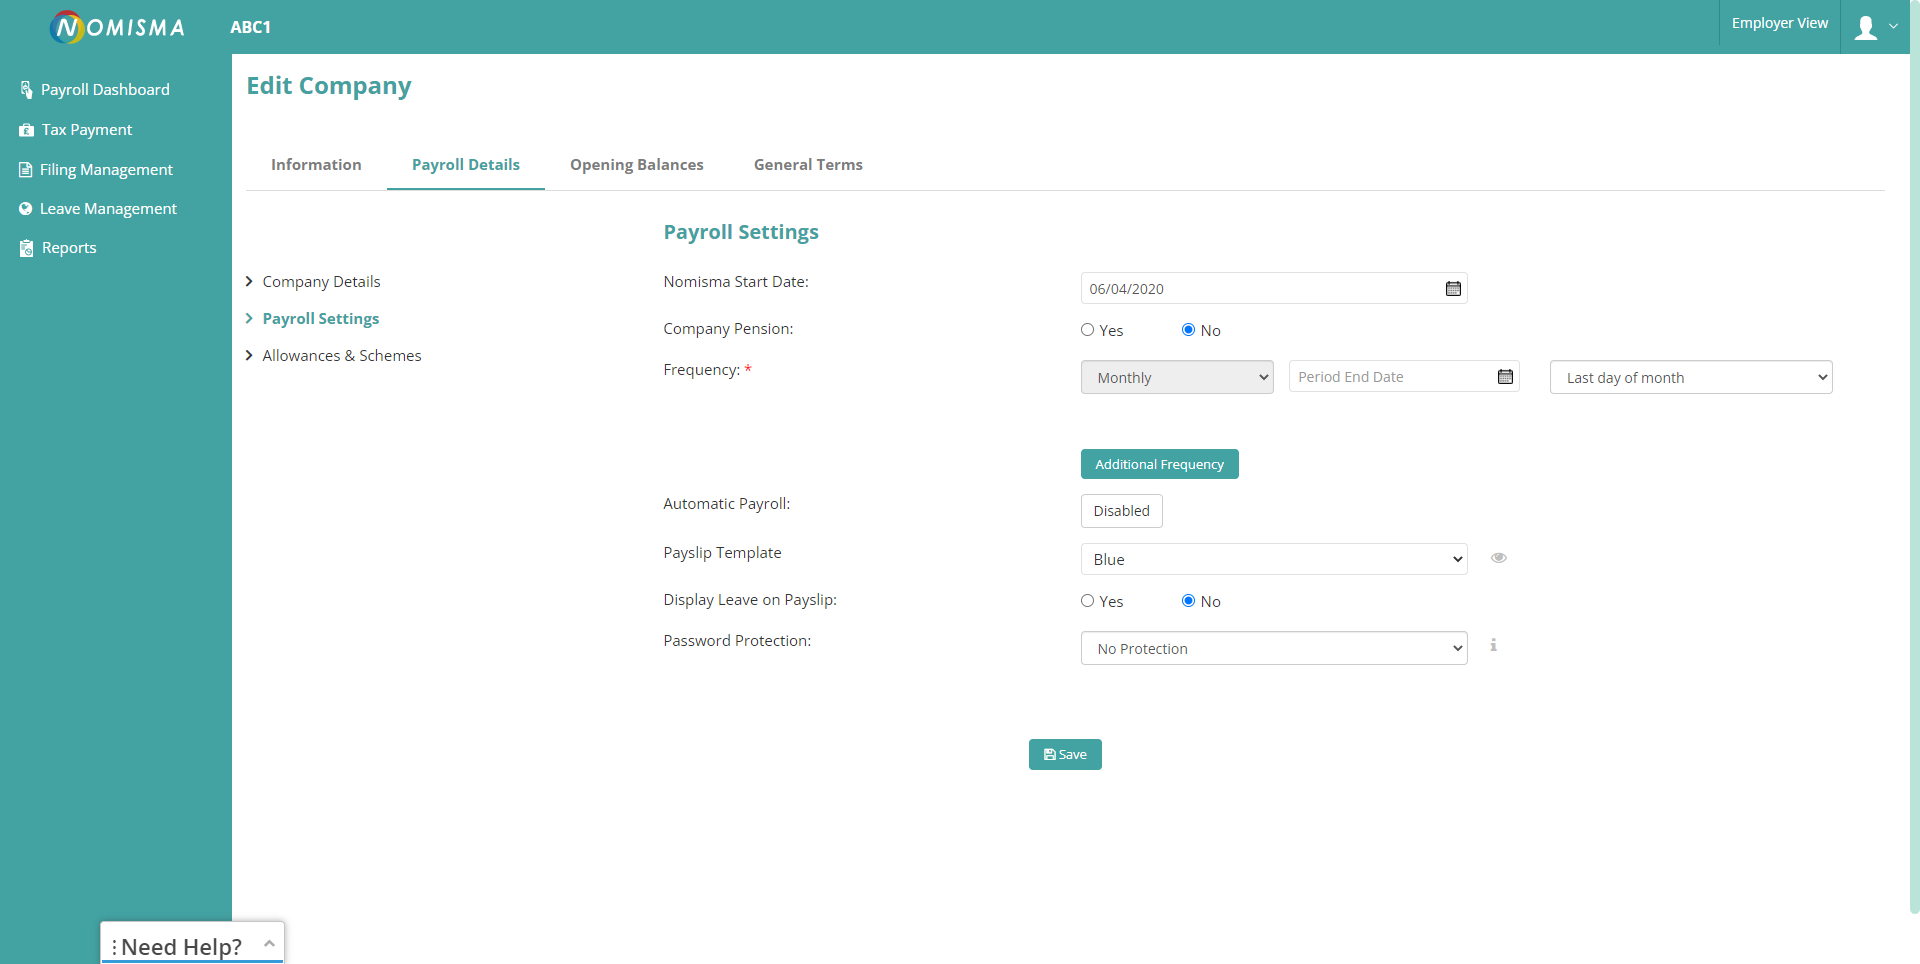 NOMISMA
ABC1
Employer View
Payroll Dashboard
Tax Payment
Filing Management
Leave Management
Reports
Edit Company
Information Payroll Details Opening Balances General Terms
Company Details
Payroll Settings
Allowances & Schemes
Payroll Settings
Nomisma Start Date: 06/04/2020
Company Pension: Yes No
Frequency: * Monthly Period End Date Last day of month
Additional Frequency
Automatic Payroll: Disabled
Payslip Template Blue
Display Leave on Payslip: Yes No
Password Protection: No Protection
Save
Need Help?